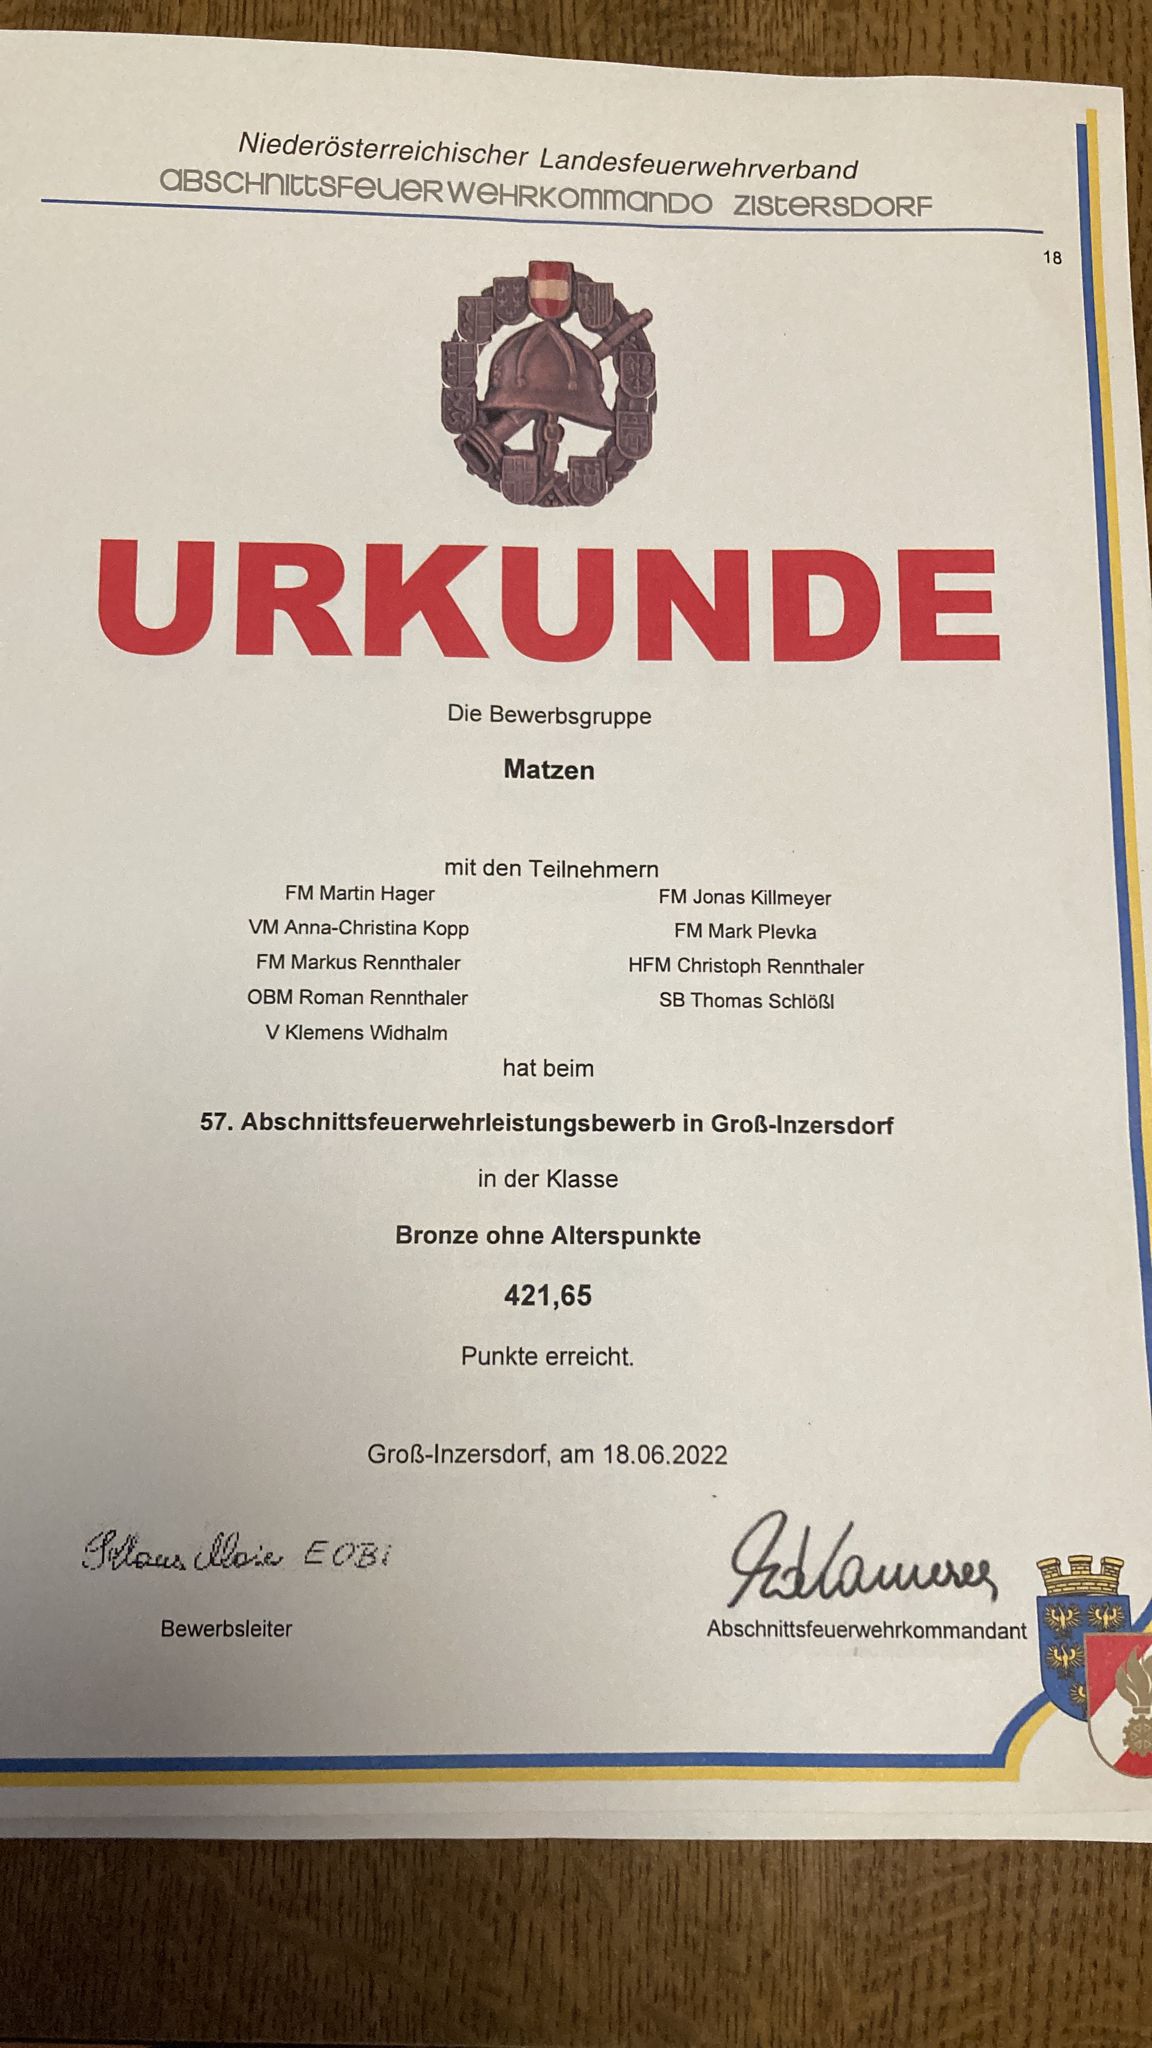 Niederösterreichischer Landesfeuerwehrverband
ABSCHNITTSFEUERWEHRKOMMANDO ZISTERSDORF
18
URKUNDE
Die Bewerbsgruppe
Matzen
mit den Teilnehmern
FM Martin Hager FM Jonas Killmeyer
VM Anna-Christina Kopp FM Mark Plevka
FM Markus Rennthaler HFM Christoph Rennthaler
OBM Roman Rennthaler SB Thomas Schlößl
V Klemens Widhalm
hat beim
57. Abschnittsfeuerwehrleistungsbewerb in Groß-Inzersdorf
in der Klasse
Bronze ohne Alterspunkte
421,65
Punkte erreicht.
Groß-Inzersdorf, am 18.06.2022
EOBI
Bewerbsleiter Abschnittsfeuerwehrkommandant